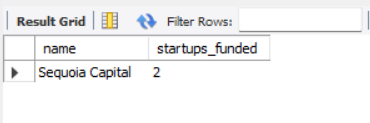 Result Grid Filter Rows:
name startups_funded
Sequoia Capital 2